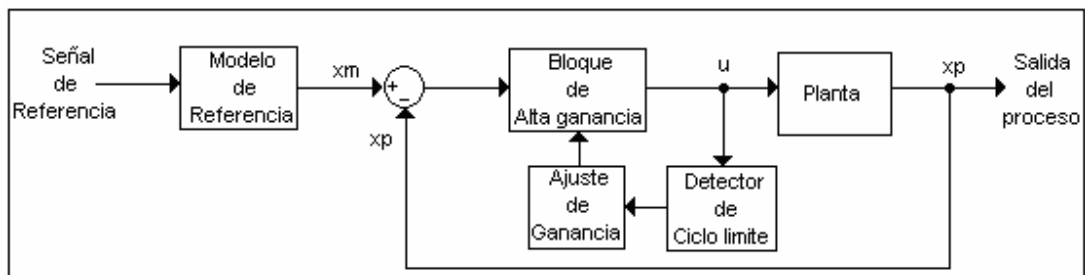 Señal
de
Referencia
Modelo
de
Referencia
xm
+
-
xp
Bloque
de
Alta ganancia
u
Planta
xp
Salida
del
proceso
Ajuste
de
Ganancia
Detector
de
Ciclo limite